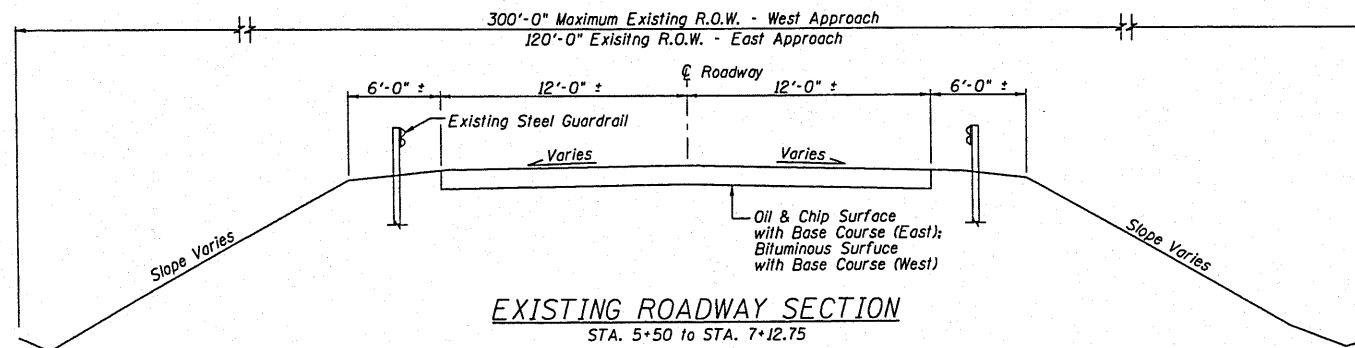 300'-0" Maximum Existing R.O.W. - West Approach
120'-0" Exisitng R.O.W. - East Approach
℄ Roadway
6'-0" ±
12'-0" ±
12'-0" ±
6'-0" ±
Existing Steel Guardrail
Varies
Varies
Slope Varies
Slope Varies
Oil & Chip Surface
with Base Course (East);
Bituminous Surfuce
with Base Course (West)
EXISTING ROADWAY SECTION
STA. 5+50 to STA. 7+12.75